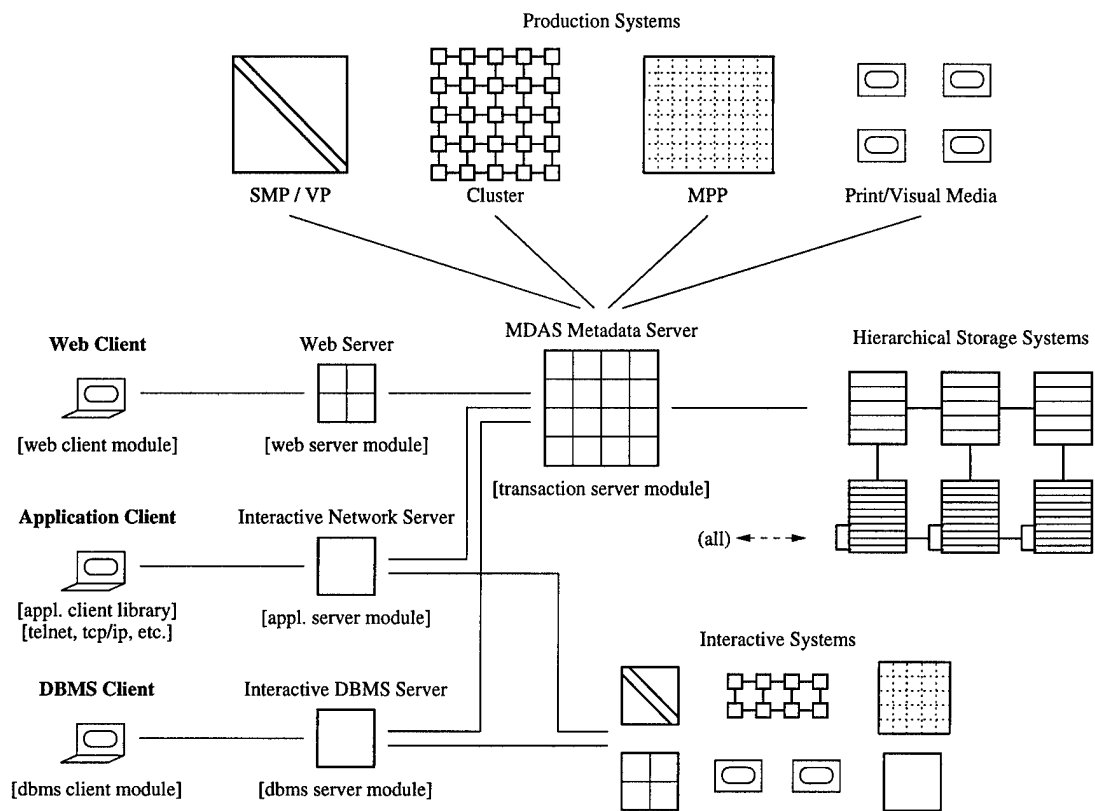 Production Systems
SMP / VP
Cluster
MPP
Print/Visual Media
MDAS Metadata Server
Web Client
Web Server
Hierarchical Storage Systems
[web client module]
[web server module]
[transaction server module]
Application Client
Interactive Network Server
(all)
[appl. client library]
[telnet, tcp/ip, etc.]
[appl. server module]
Interactive Systems
DBMS Client
Interactive DBMS Server
[dbms client module]
[dbms server module]